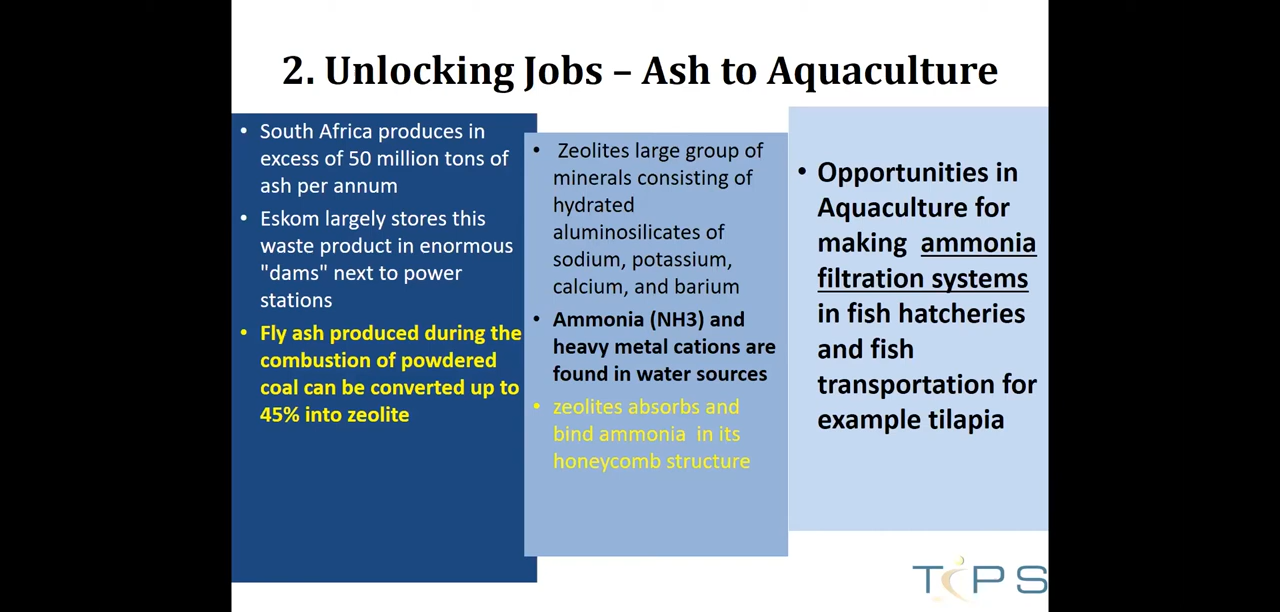 2. Unlocking Jobs – Ash to Aquaculture
• South Africa produces in
excess of 50 million tons of
ash per annum
• Eskom largely stores this
waste product in enormous
"dams" next to power
stations
• Fly ash produced during the
combustion of powdered
coal can be converted up to
45% into zeolite
• Zeolites large group of
minerals consisting of
hydrated
aluminosilicates of
sodium, potassium,
calcium, and barium
• Ammonia (NH3) and
heavy metal cations are
found in water sources
• zeolites absorbs and
bind ammonia in its
honeycomb structure
• Opportunities in
Aquaculture for
making ammonia
filtration systems
in fish hatcheries
and fish
transportation for
example tilapia
TIPS